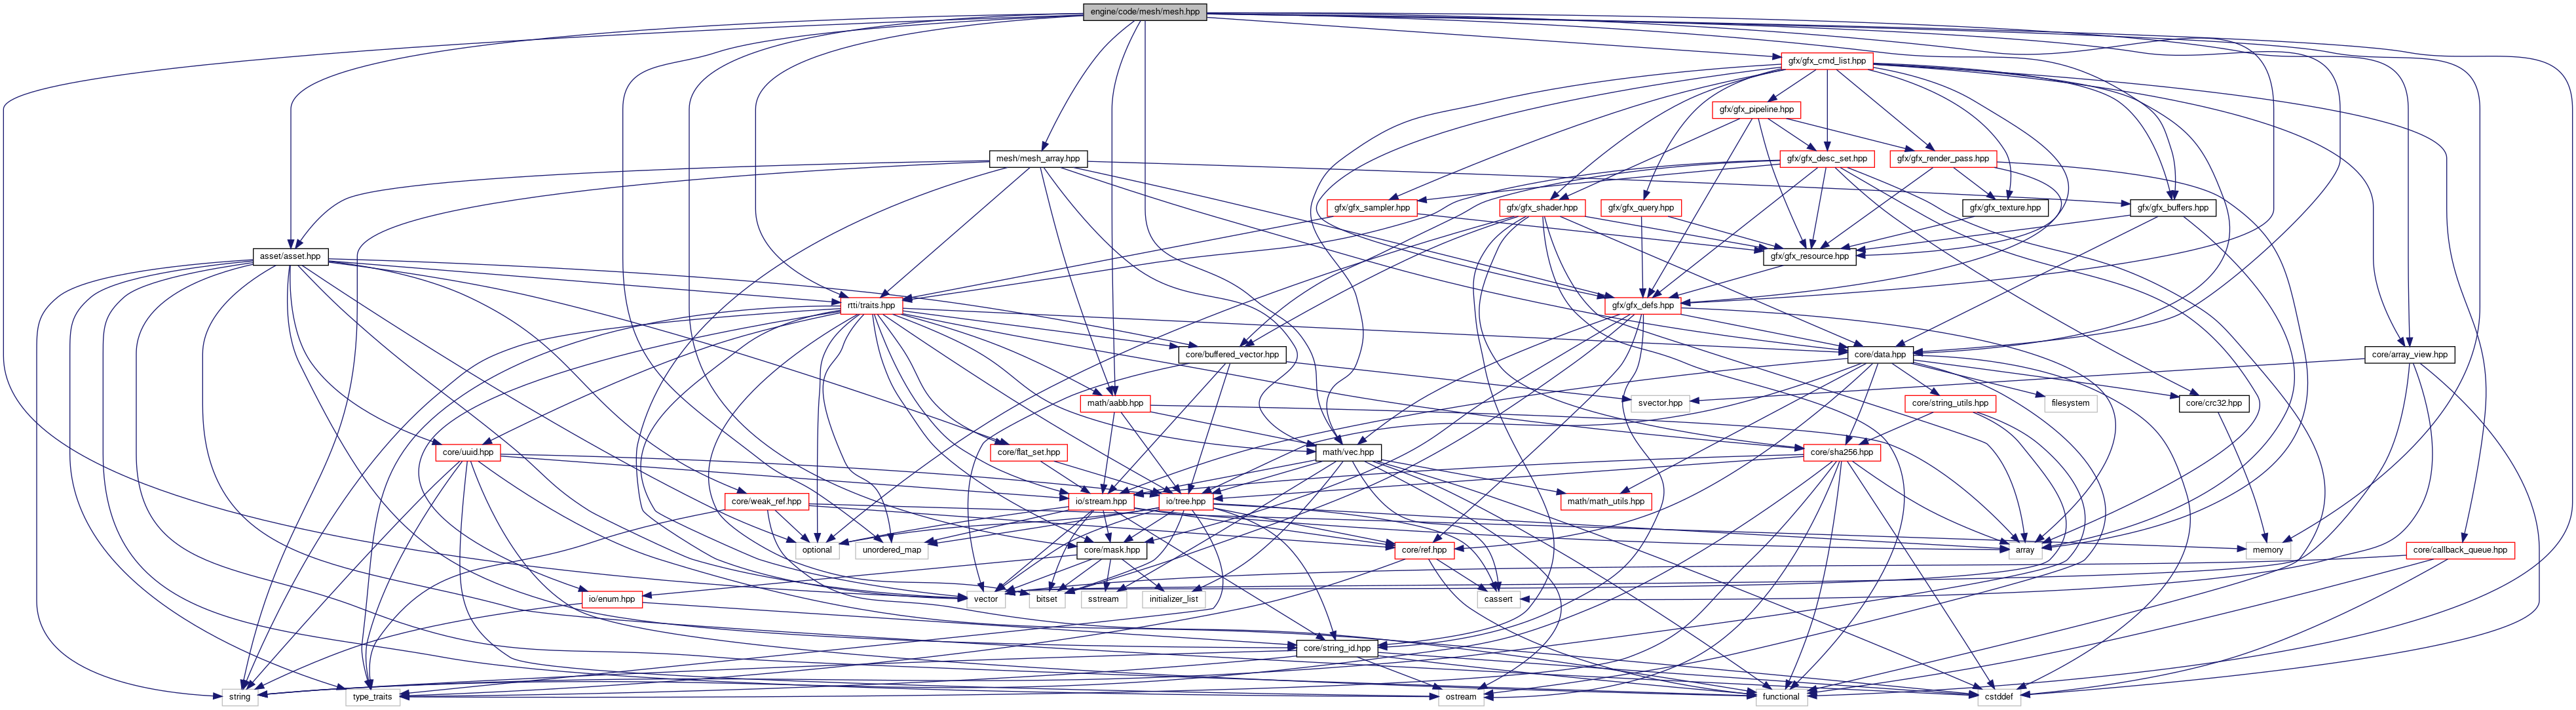 engine/code/mesh/mesh.hpp
gfx/gfx_cmd_list.hpp
gfx/gfx_pipeline.hpp
mesh/mesh_array.hpp
gfx/gfx_desc_set.hpp
gfx/gfx_render_pass.hpp
gfx/gfx_sampler.hpp
gfx/gfx_shader.hpp
gfx/gfx_query.hpp
gfx/gfx_texture.hpp
gfx/gfx_buffers.hpp
asset/asset.hpp
gfx/gfx_resource.hpp
rtti/traits.hpp
gfx/gfx_defs.hpp
core/buffered_vector.hpp
core/data.hpp
core/array_view.hpp
math/aabb.hpp
svector.hpp
core/string_utils.hpp
filesystem
core/crc32.hpp
core/uuid.hpp
core/flat_set.hpp
math/vec.hpp
core/sha256.hpp
core/weak_ref.hpp
io/stream.hpp
io/tree.hpp
math/math_utils.hpp
optional
unordered_map
core/mask.hpp
core/ref.hpp
array
memory
core/callback_queue.hpp
io/enum.hpp
vector
bitset
sstream
initializer_list
cassert
core/string_id.hpp
string
type_traits
ostream
functional
cstddef